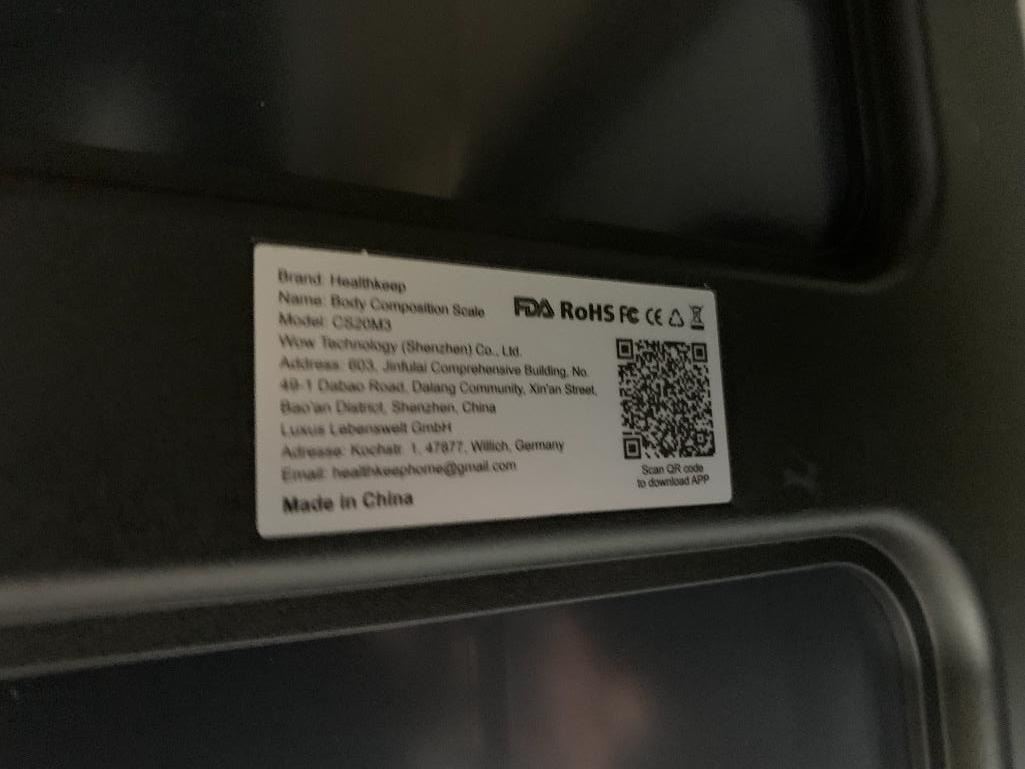 Brand: Healthkeep
Name: Body Composition Scale
Model: CS20M3
FDA RoHS FC CE
Wow Technology (Shenzhen) Co., Ltd.
Address: 603, Jinfulai Comprehensive Building, No.
49-1 Dabao Road, Dalang Community, Xin'an Street,
Bao'an District, Shenzhen, China
Luxus Lebenswelt GmbH
Adresse: Kochstr. 1, 47877, Willich, Germany
Email: healthkeephome@gmail.com
Made in China
Scan QR code
to download APP